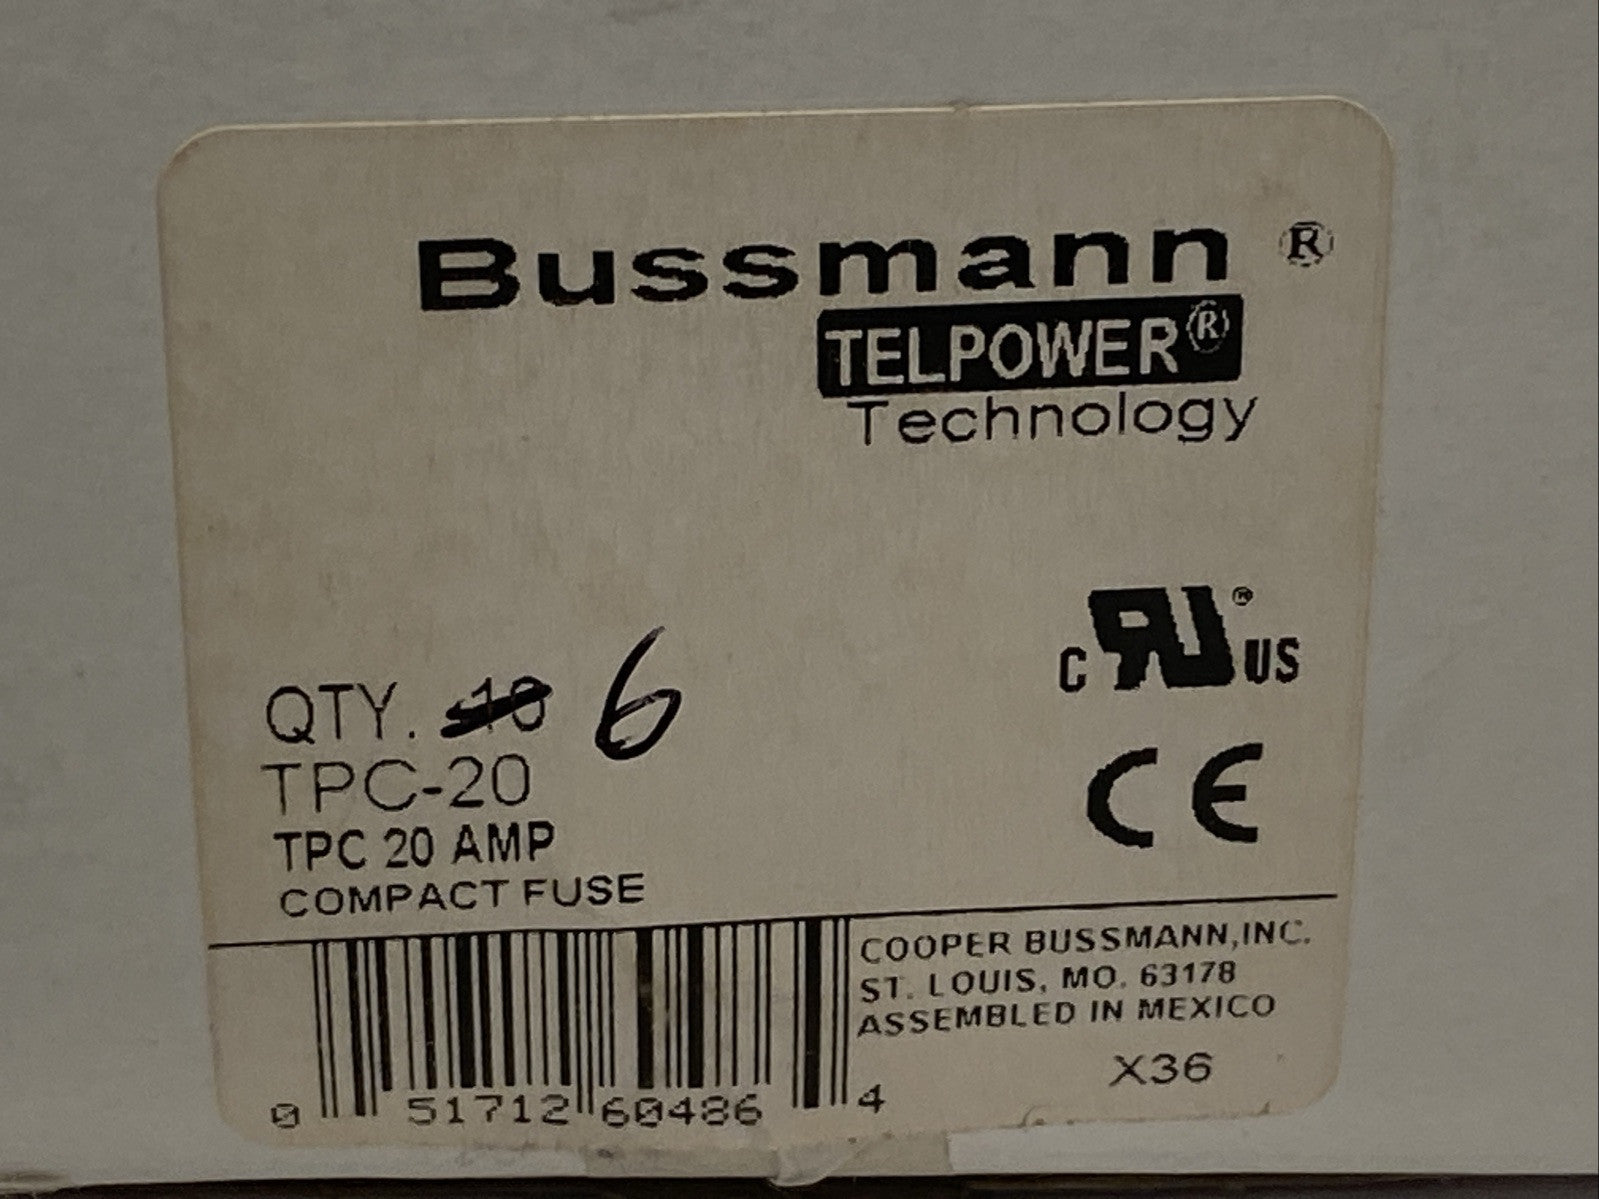 Bussmann ®
TELPOWER®
Technology
c RU ® US
QTY. 10 6
TPC-20
CE
TPC 20 AMP
COMPACT FUSE
COOPER BUSSMANN,INC.
ST. LOUIS, MO. 63178
ASSEMBLED IN MEXICO
X36
0 51712 60486 4